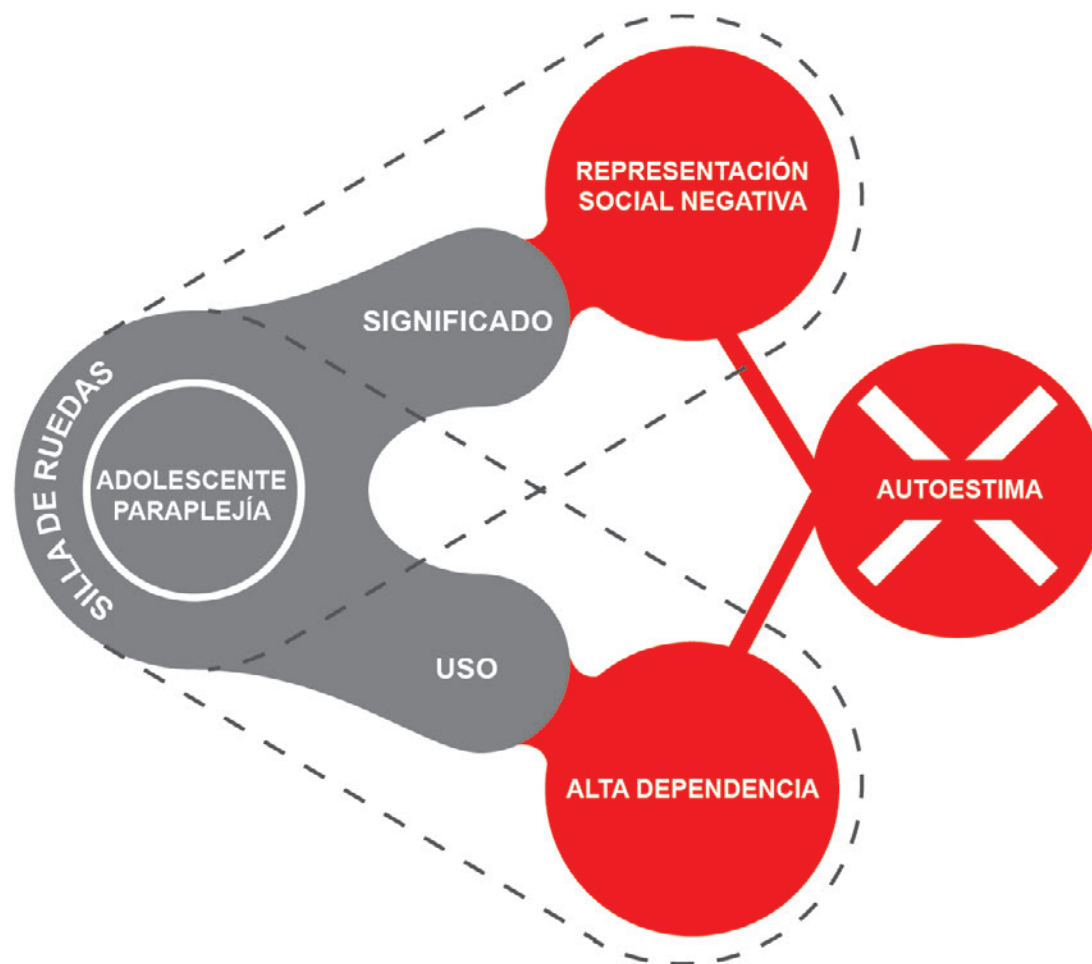 REPRESENTACIÓN
SOCIAL NEGATIVA
SIGNIFICADO
SILLA DE RUEDAS
ADOLESCENTE
PARAPLEJÍA
AUTOESTIMA
USO
ALTA DEPENDENCIA